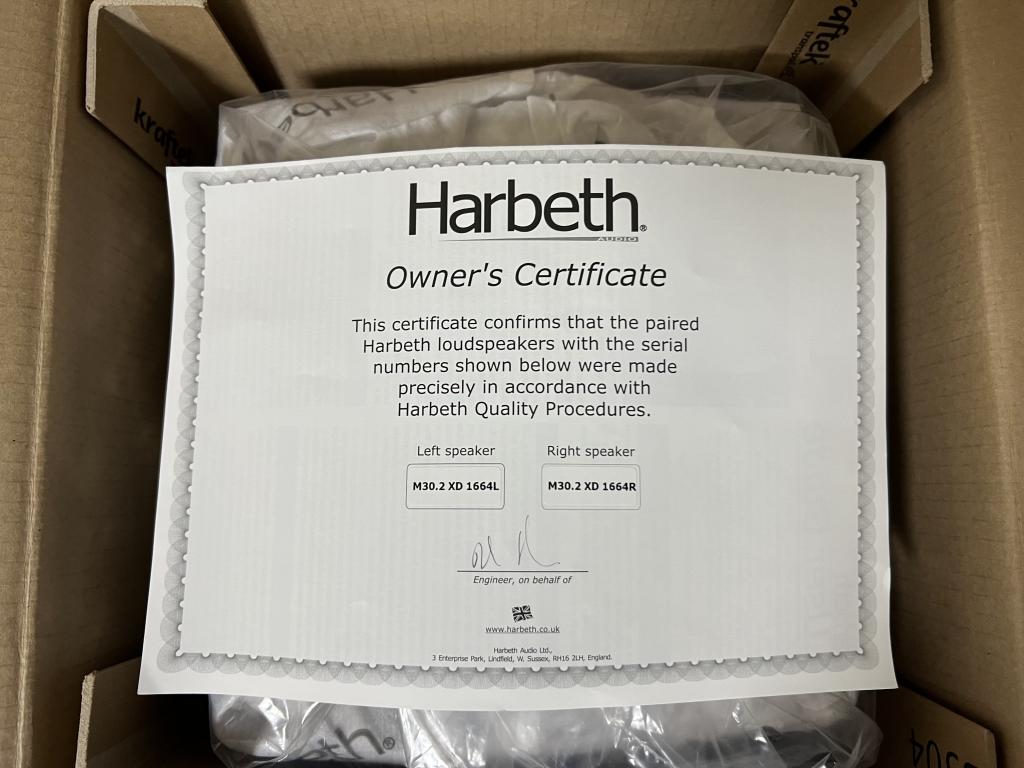 kraftek
kraftek
Harb
Harbeth®
AUDIO
Owner's Certificate
This certificate confirms that the paired
Harbeth loudspeakers with the serial
numbers shown below were made
precisely in accordance with
Harbeth Quality Procedures.
Left speaker Right speaker
M30.2 XD 1664L M30.2 XD 1664R
Engineer, on behalf of
www.harbeth.co.uk
Harbeth Audio Ltd.,
3 Enterprise Park, Lindfield, W. Sussex, RH16 2LH, England.